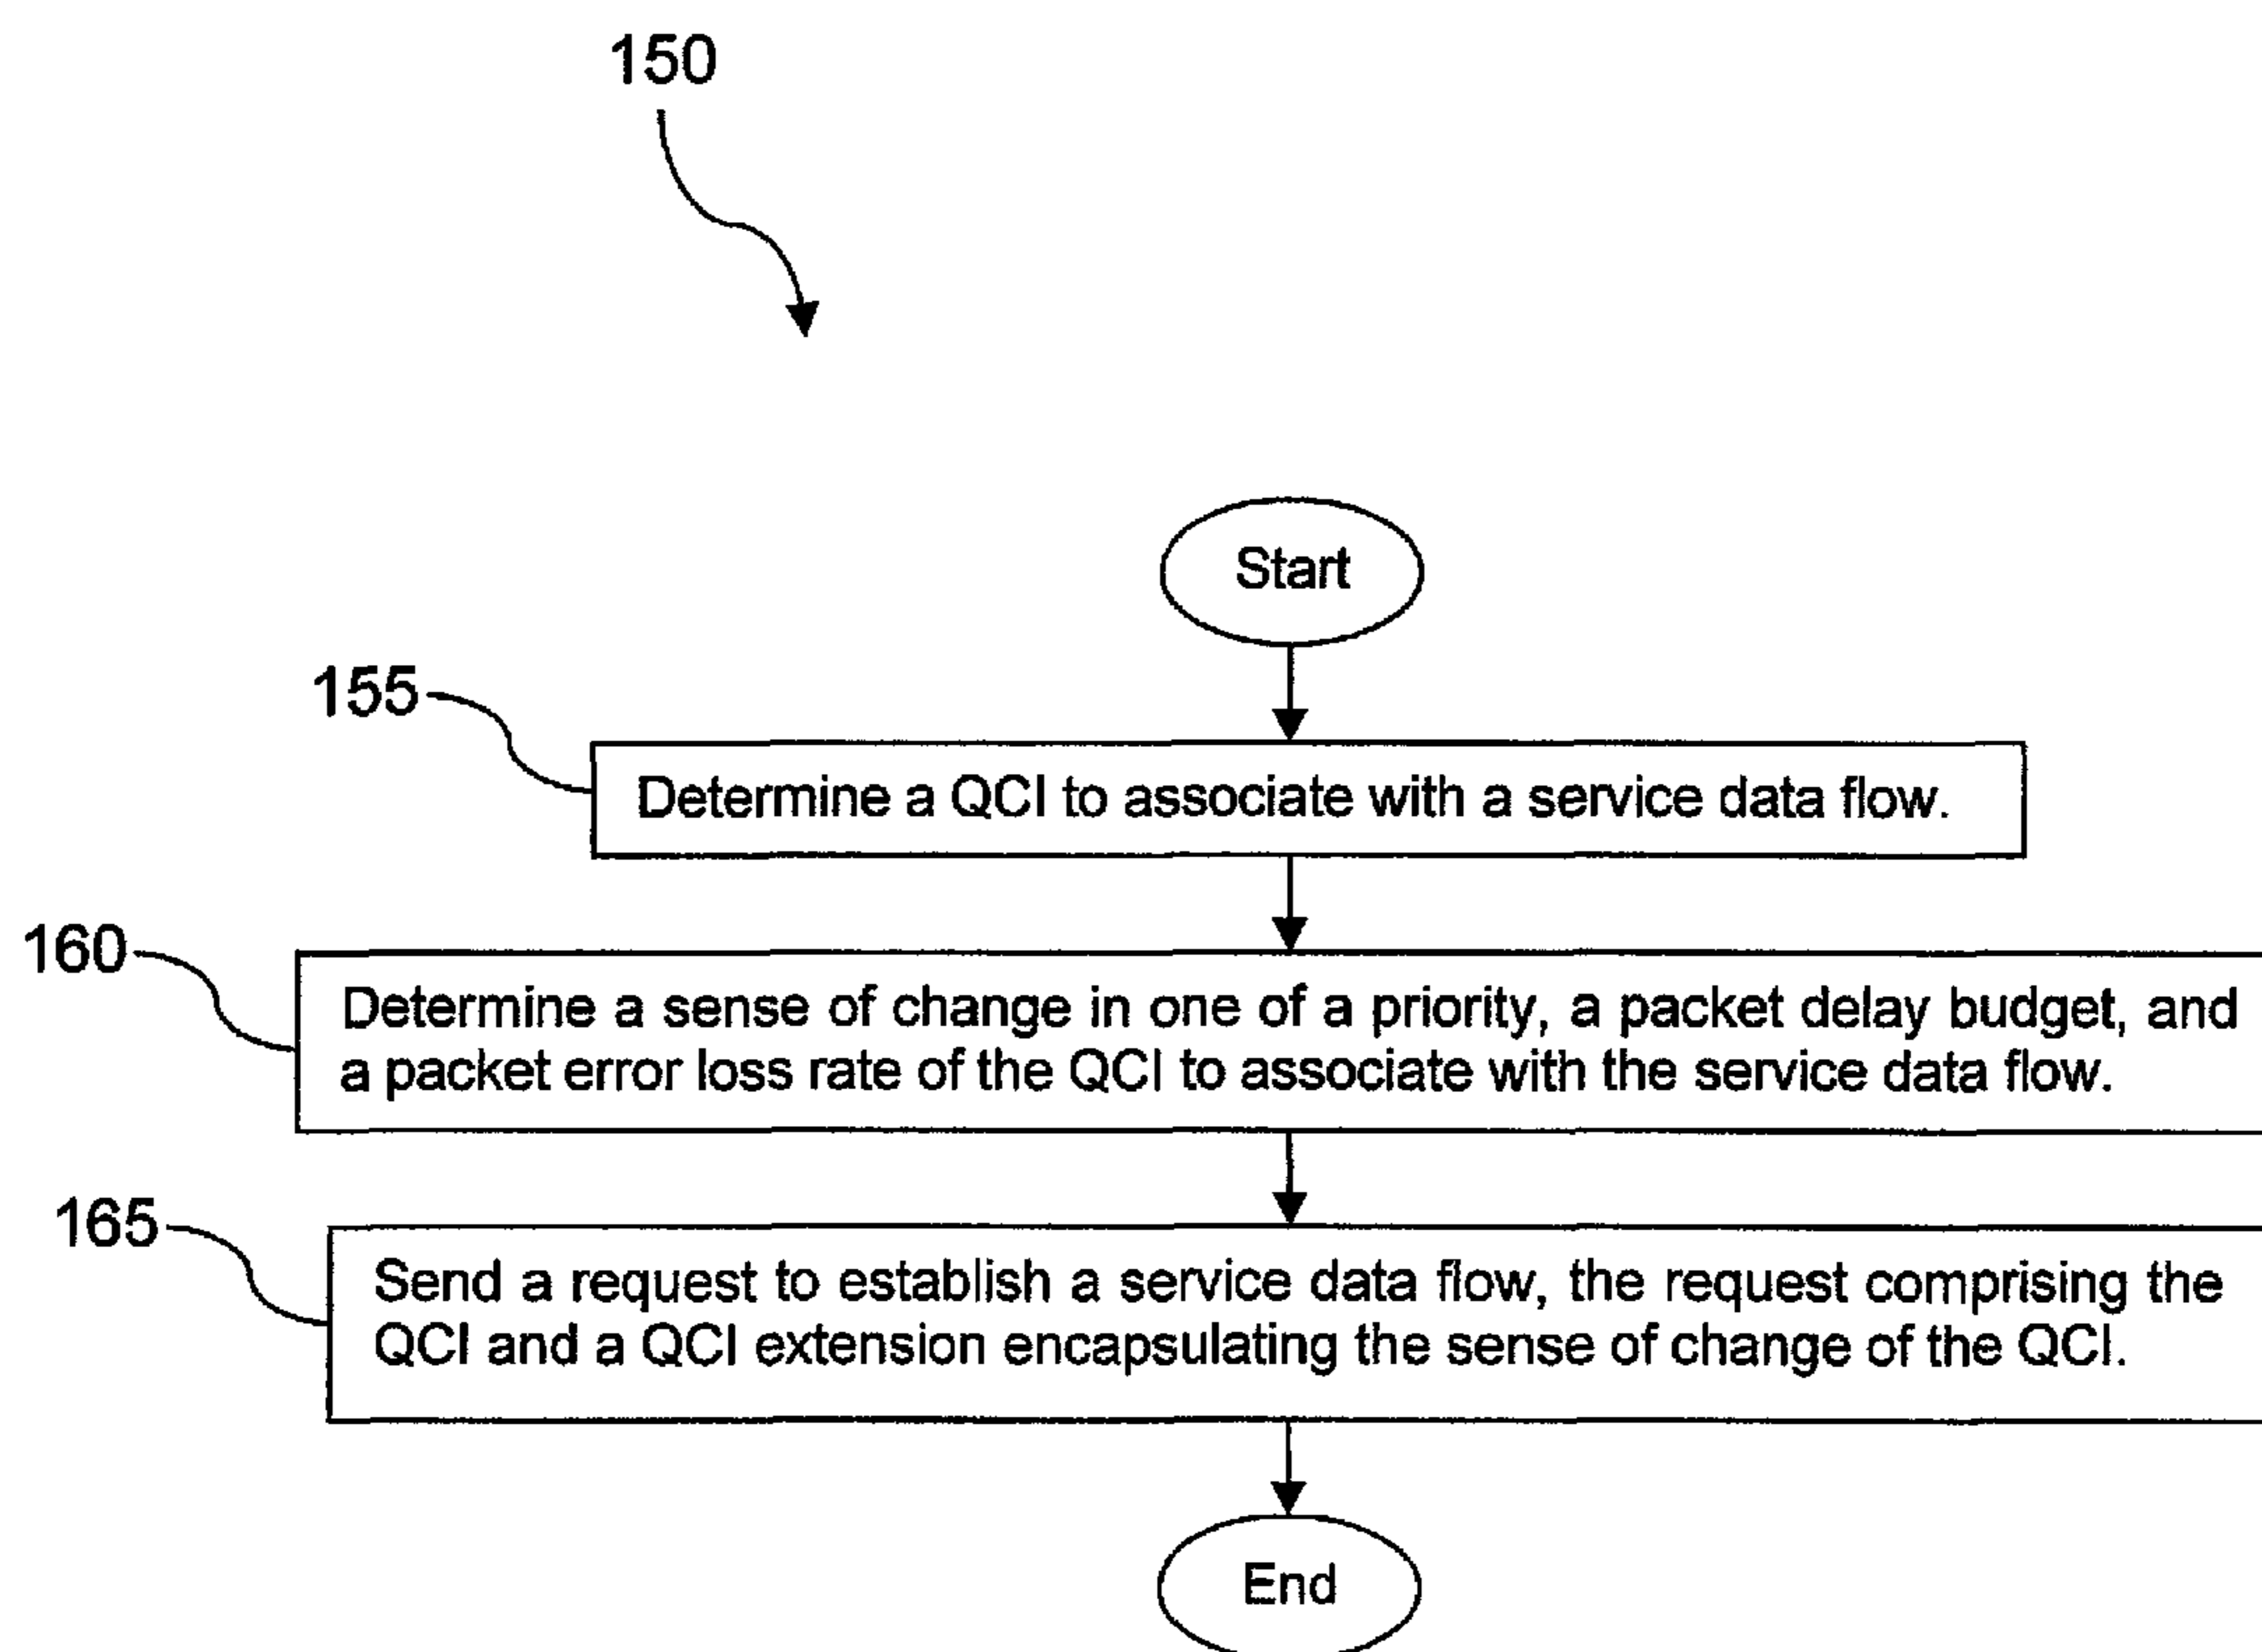 150
Start
155
Determine a QCI to associate with a service data flow.
160
Determine a sense of change in one of a priority, a packet delay budget, and
a packet error loss rate of the QCI to associate with the service data flow.
165
Send a request to establish a service data flow, the request comprising the
QCI and a QCI extension encapsulating the sense of change of the QCI.
End